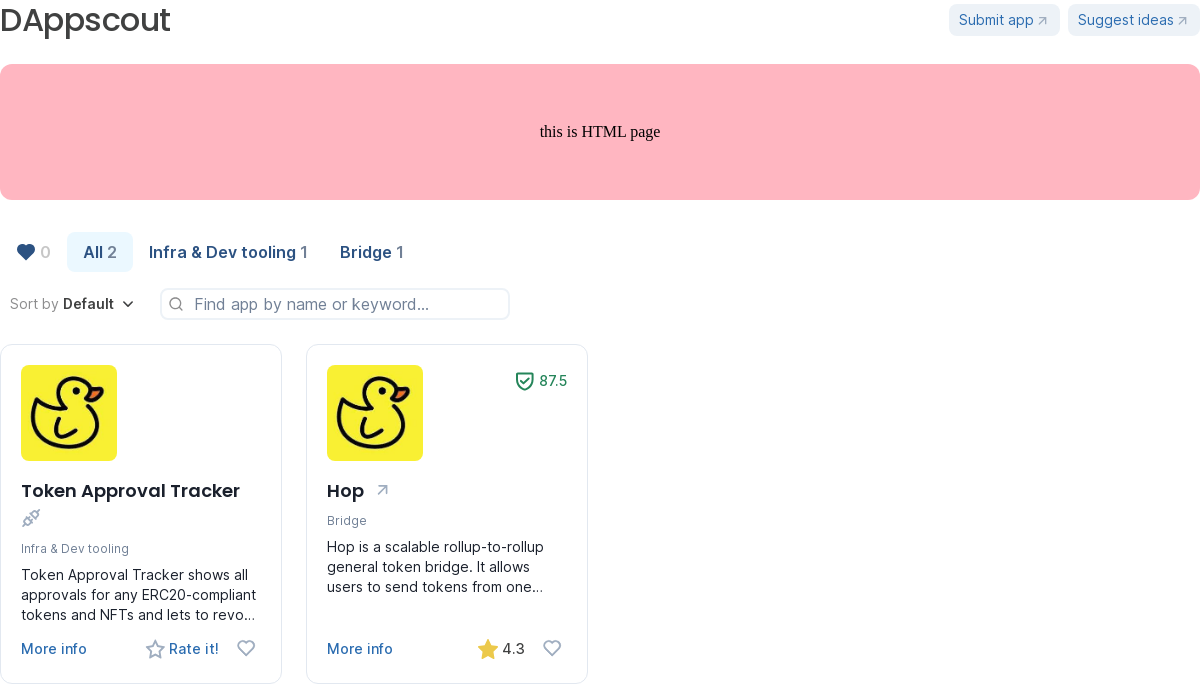 DAppscout
Submit app
Suggest ideas
this is HTML page
0
All 2
Infra & Dev tooling 1
Bridge 1
Sort by Default
Find app by name or keyword...
Token Approval Tracker
Infra & Dev tooling
Token Approval Tracker shows all
approvals for any ERC20-compliant
tokens and NFTs and lets to revo...
More info
Rate it!
87.5
Hop
Bridge
Hop is a scalable rollup-to-rollup
general token bridge. It allows
users to send tokens from one...
More info
4.3